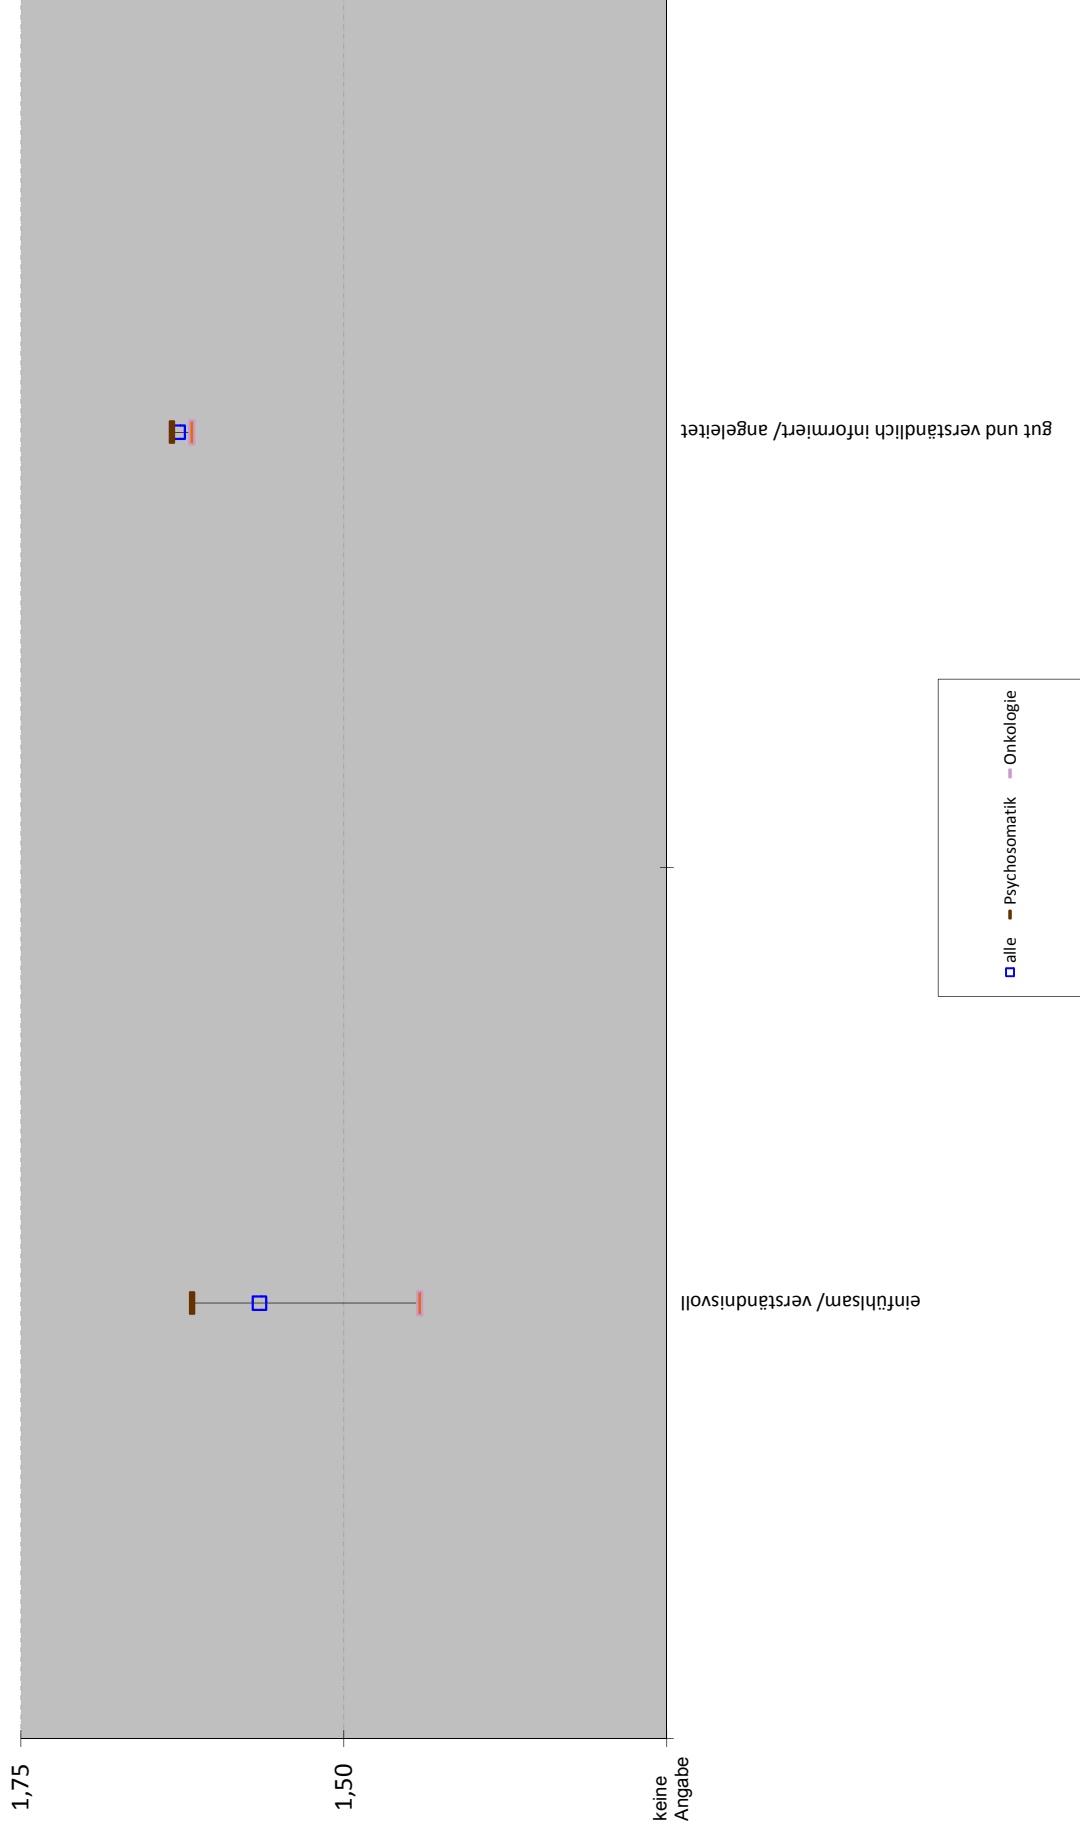 1,75
1,50
keine
Angabe
einfühlsam/ verständnisvoll
gut und verständlich informiert/ angeleitet
alle Psychosomatik Onkologie